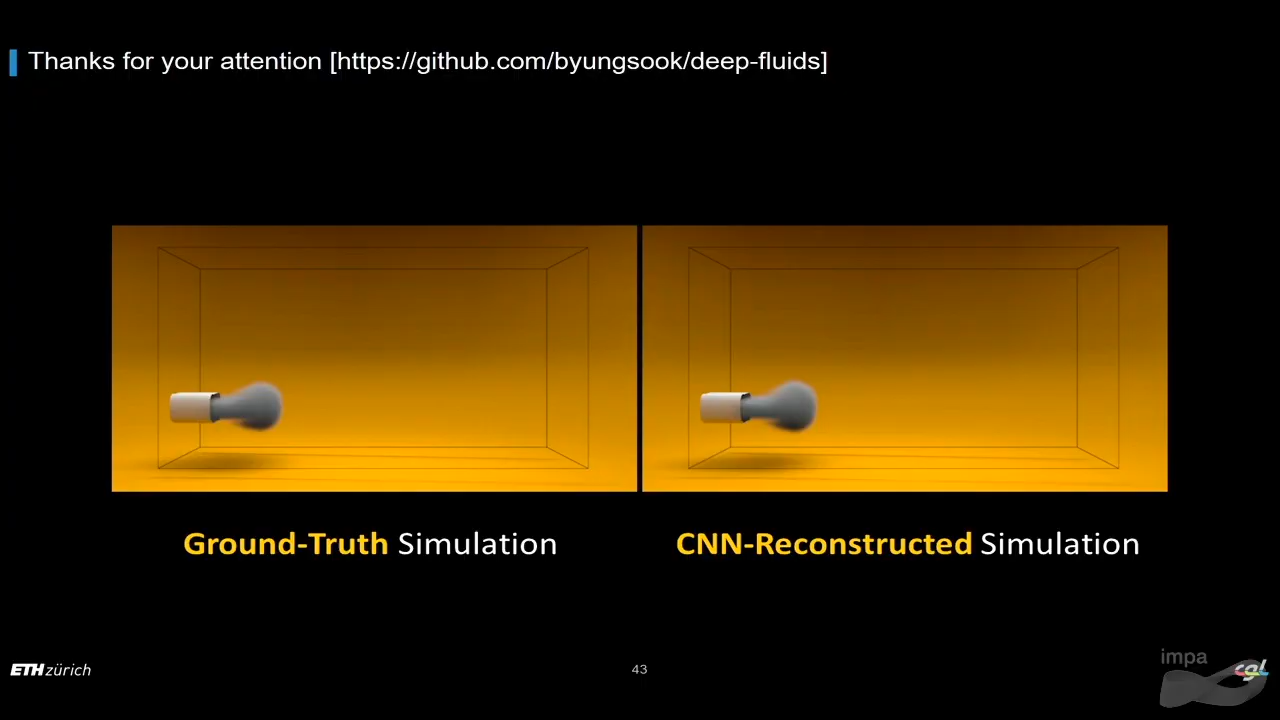 Thanks for your attention [https://github.com/byungsook/deep-fluids]
Ground-Truth Simulation
CNN-Reconstructed Simulation
ETH zürich
43
impa
cgl